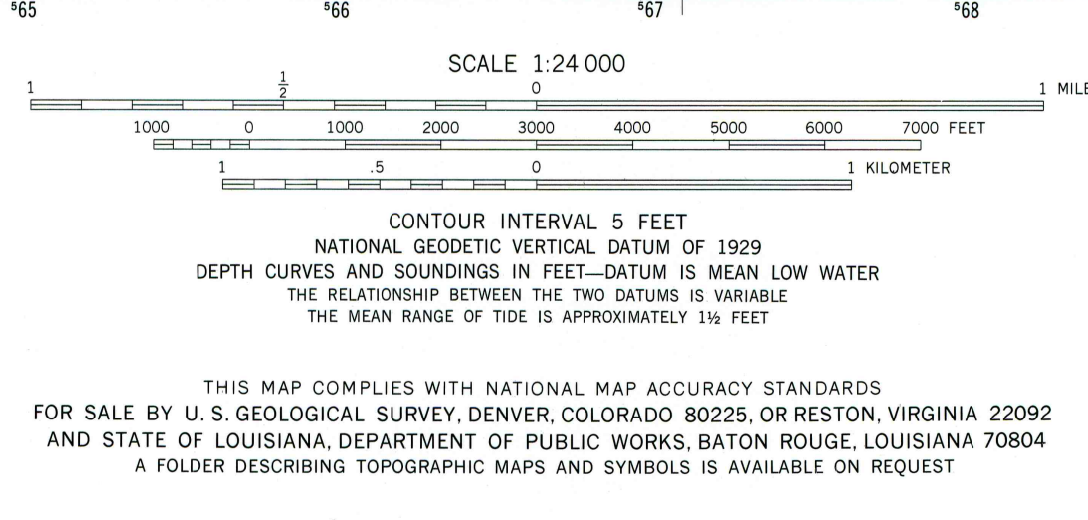 ⁵65 ⁵66 ⁵67 ⁵68
SCALE 1:24 000
1 ½ 0 1 MILE
1000 0 1000 2000 3000 4000 5000 6000 7000 FEET
1 .5 0 1 KILOMETER
CONTOUR INTERVAL 5 FEET
NATIONAL GEODETIC VERTICAL DATUM OF 1929
DEPTH CURVES AND SOUNDINGS IN FEET—DATUM IS MEAN LOW WATER
THE RELATIONSHIP BETWEEN THE TWO DATUMS IS VARIABLE
THE MEAN RANGE OF TIDE IS APPROXIMATELY 1½ FEET
THIS MAP COMPLIES WITH NATIONAL MAP ACCURACY STANDARDS
FOR SALE BY U. S. GEOLOGICAL SURVEY, DENVER, COLORADO 80225, OR RESTON, VIRGINIA 22092
AND STATE OF LOUISIANA, DEPARTMENT OF PUBLIC WORKS, BATON ROUGE, LOUISIANA 70804
A FOLDER DESCRIBING TOPOGRAPHIC MAPS AND SYMBOLS IS AVAILABLE ON REQUEST